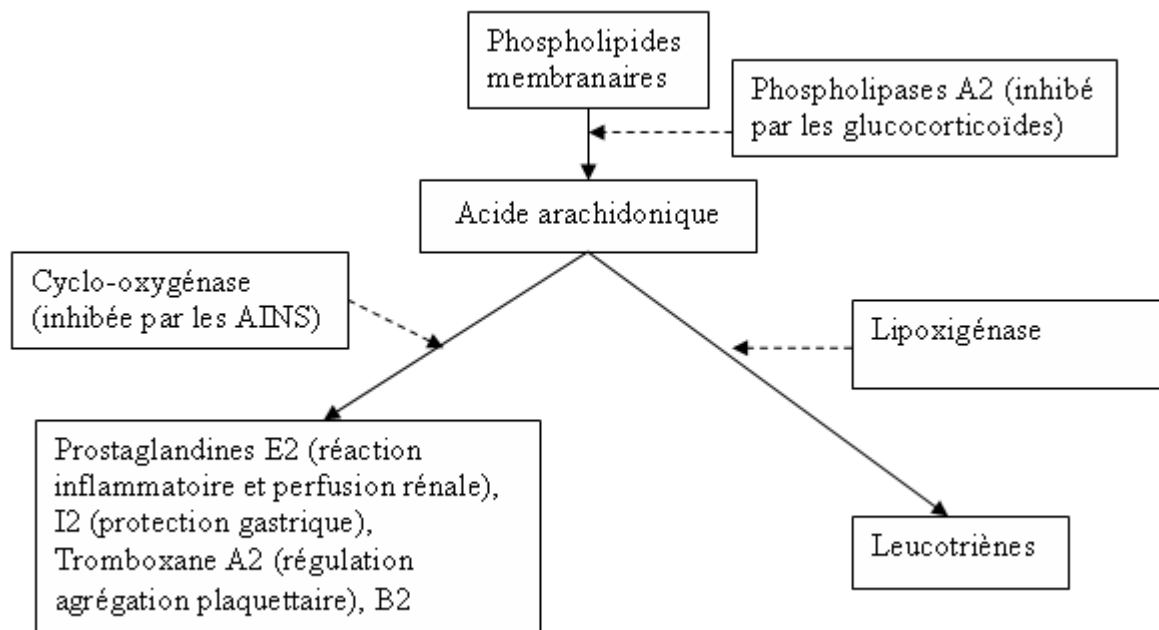 Phospholipides
membranaires
Phospholipases A2 (inhibé
par les glucocorticoïdes)
Acide arachidonique
Cyclo-oxygénase
(inhibée par les AINS)
Lipoxigénase
Prostaglandines E2 (réaction
inflammatoire et perfusion rénale),
I2 (protection gastrique),
Tromboxane A2 (régulation
agrégation plaquettaire), B2
Leucotriènes